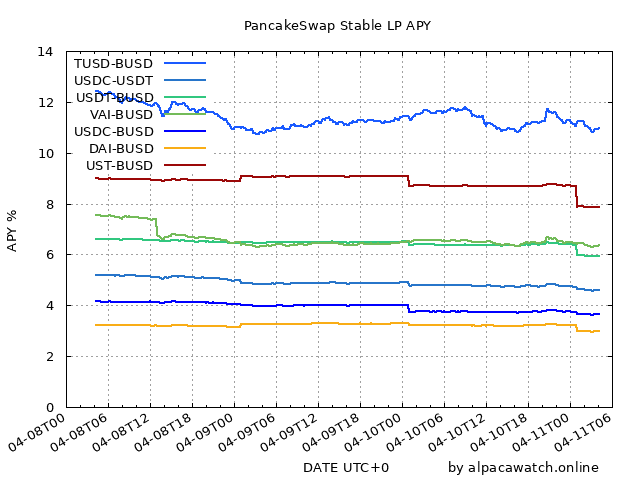 PancakeSwap Stable LP APY
TUSD-BUSD
USDC-USDT
USDT-BUSD
VAI-BUSD
USDC-BUSD
DAI-BUSD
UST-BUSD
APY %
14
12
10
8
6
4
2
0
04-08T00
04-08T06
04-08T12
04-08T18
04-09T00
04-09T06
04-09T12
04-09T18
04-10T00
04-10T06
04-10T12
04-10T18
04-11T00
04-11T06
DATE UTC+0
by alpacawatch.online